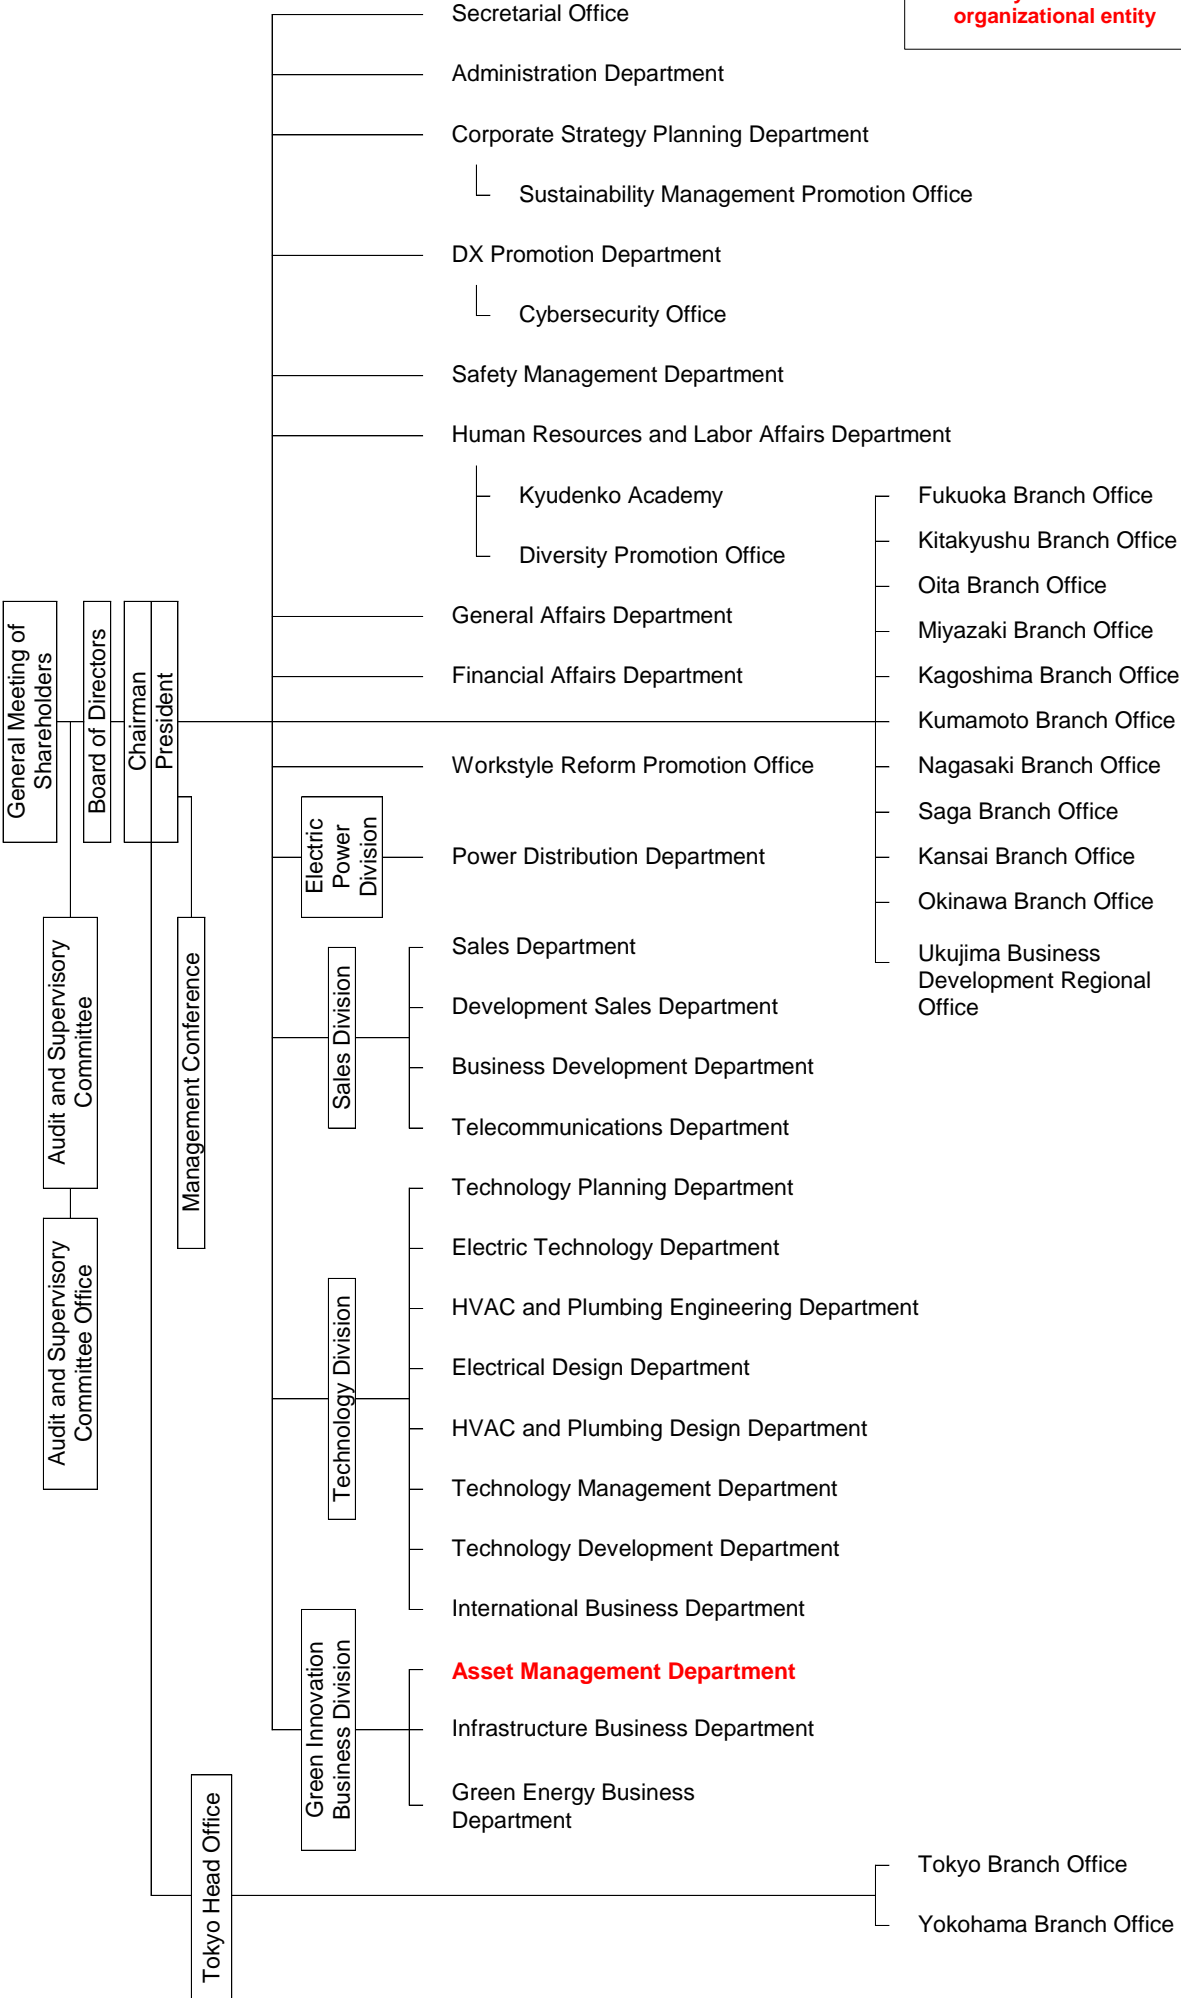 organizational entity
Secretarial Office
Administration Department
Corporate Strategy Planning Department
Sustainability Management Promotion Office
DX Promotion Department
Cybersecurity Office
Safety Management Department
Human Resources and Labor Affairs Department
Kyudenko Academy
Diversity Promotion Office
General Affairs Department
Financial Affairs Department
General Meeting of
Shareholders
Board of Directors
Chairman
President
Audit and Supervisory
Committee
Audit and Supervisory
Committee Office
Management Conference
Workstyle Reform Promotion Office
Electric
Power
Division
Power Distribution Department
Sales Division
Sales Department
Development Sales Department
Business Development Department
Telecommunications Department
Technology Division
Technology Planning Department
Electric Technology Department
HVAC and Plumbing Engineering Department
Electrical Design Department
HVAC and Plumbing Design Department
Technology Management Department
Technology Development Department
International Business Department
Green Innovation
Business Division
Asset Management Department
Infrastructure Business Department
Green Energy Business
Department
Fukuoka Branch Office
Kitakyushu Branch Office
Oita Branch Office
Miyazaki Branch Office
Kagoshima Branch Office
Kumamoto Branch Office
Nagasaki Branch Office
Saga Branch Office
Kansai Branch Office
Okinawa Branch Office
Ukujima Business
Development Regional
Office
Tokyo Head Office
Tokyo Branch Office
Yokohama Branch Office